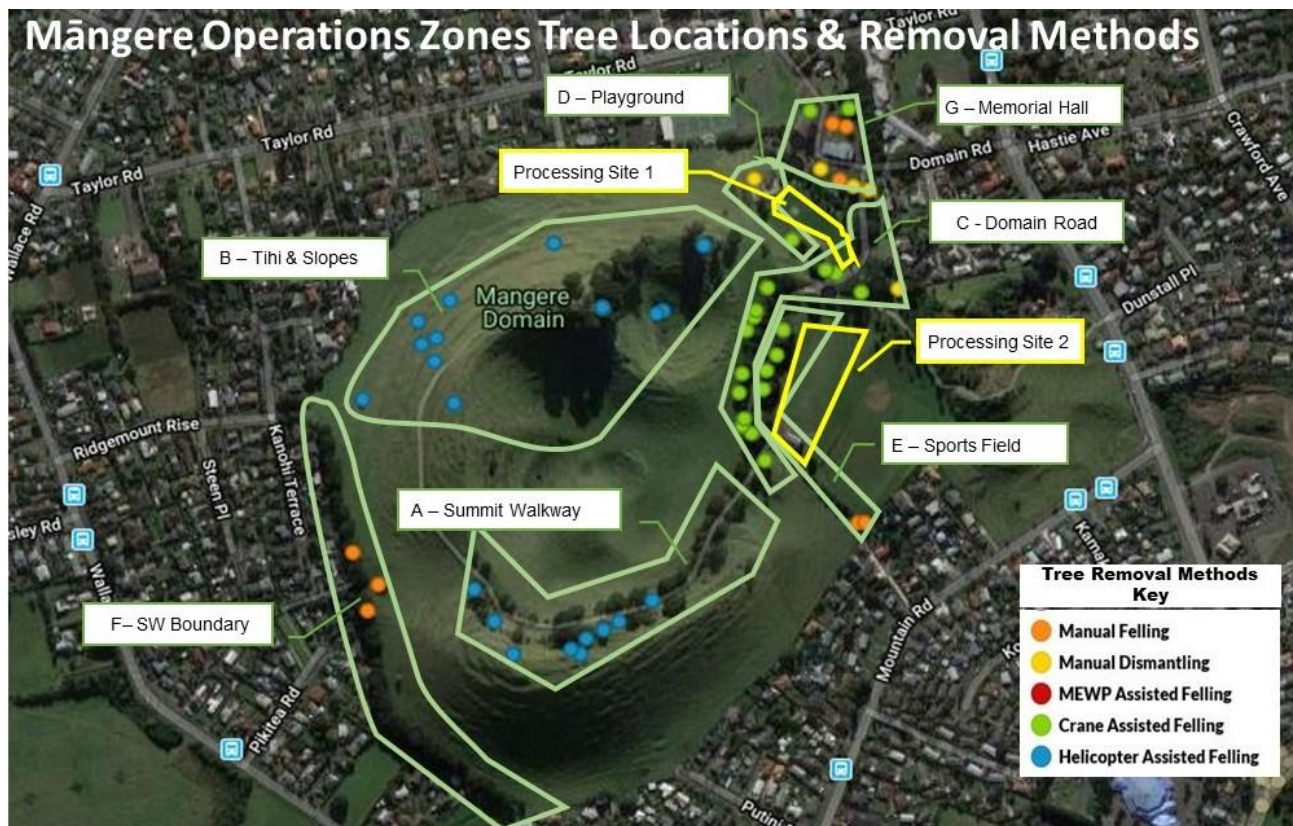 Māngere Operations Zones Tree Locations & Removal Methods
Taylor Rd
Taylor Rd
Taylor Rd
Taylor Rd
D – Playground
G – Memorial Hall
Hastie Ave
Crawford Ave
Domain Rd
Processing Site 1
Wallace Rd
C - Domain Road
B – Tihi & Slopes
Mangere
Domain
Dunstall Pl
Processing Site 2
Ridgemount Rise
Kanohi Terrace
Steen Pl
E – Sports Field
A – Summit Walkway
F– SW Boundary
Pikitea Rd
Mountain Rd
Tree Removal Methods
Key
Manual Felling
Manual Dismantling
MEWP Assisted Felling
Crane Assisted Felling
Helicopter Assisted Felling